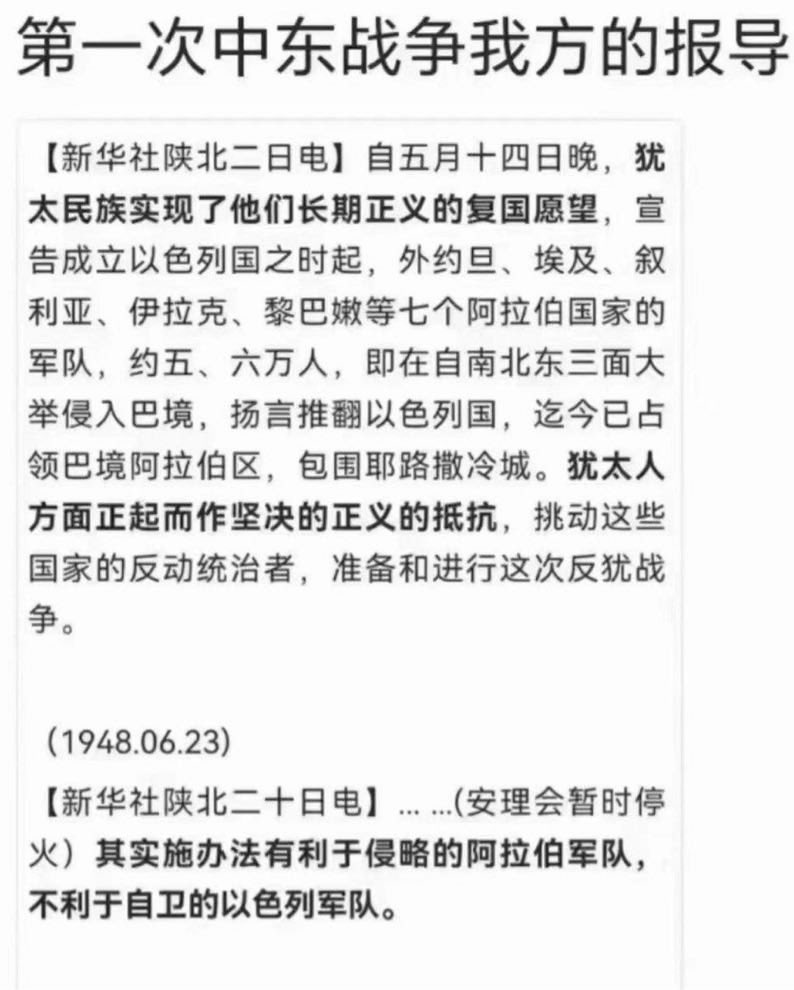 第一次中东战争我方的报导
【新华社陕北二日电】自五月十四日晚，犹
太民族实现了他们长期正义的复国愿望，宣
告成立以色列国之时起，外约旦、埃及、叙
利亚、伊拉克、黎巴嫩等七个阿拉伯国家的
军队，约五、六万人，即在自南北东三面大
举侵入巴境，扬言推翻以色列国，迄今已占
领巴境阿拉伯区，包围耶路撒冷城。犹太人
方面正起而作坚决的正义的抵抗，挑动这些
国家的反动统治者，准备和进行这次反犹战
争。
（1948.06.23)
【新华社陕北二十日电】... ...(安理会暂时停
火）其实施办法有利于侵略的阿拉伯军队，
不利于自卫的以色列军队。